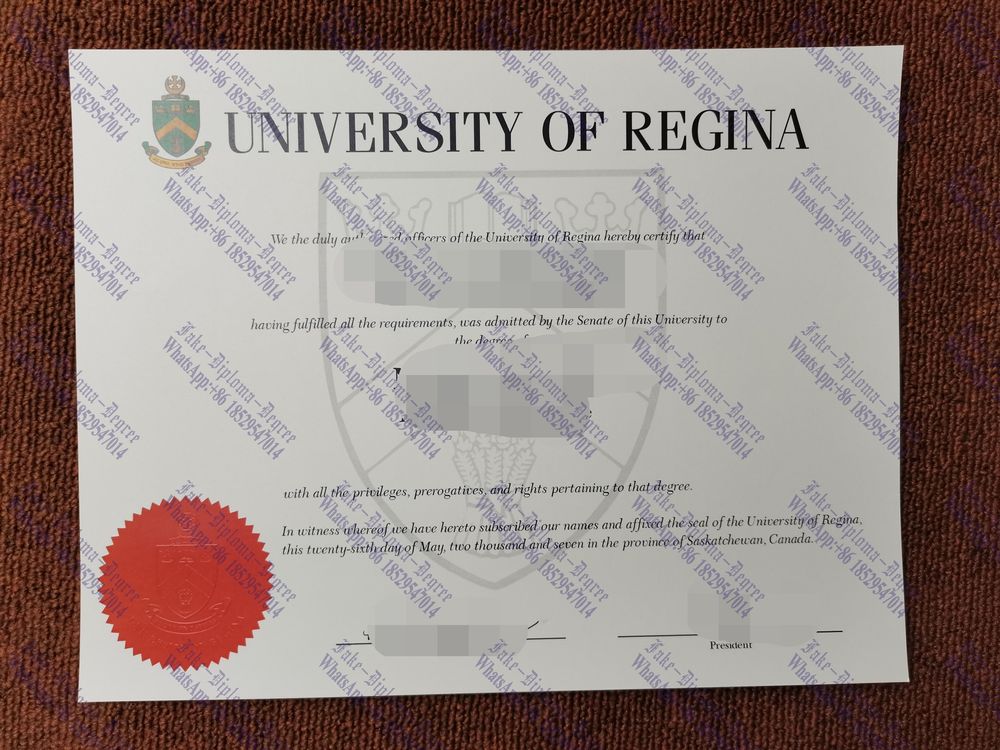 UNIVERSITY OF REGINA
We the duly officers of the University of Regina hereby certify that
having fulfilled all the requirements, was admitted by the Senate of this University to
the degree of
with all the privileges, prerogatives, and rights pertaining to that degree.
In witness whereof we have hereto subscribed our names and affixed the seal of the University of Regina,
this twenty-sixth day of May, two thousand and seven in the province of Saskatchewan, Canada.
President
Fake-Diploma-Degree
WhatsApp:+86 18529547014